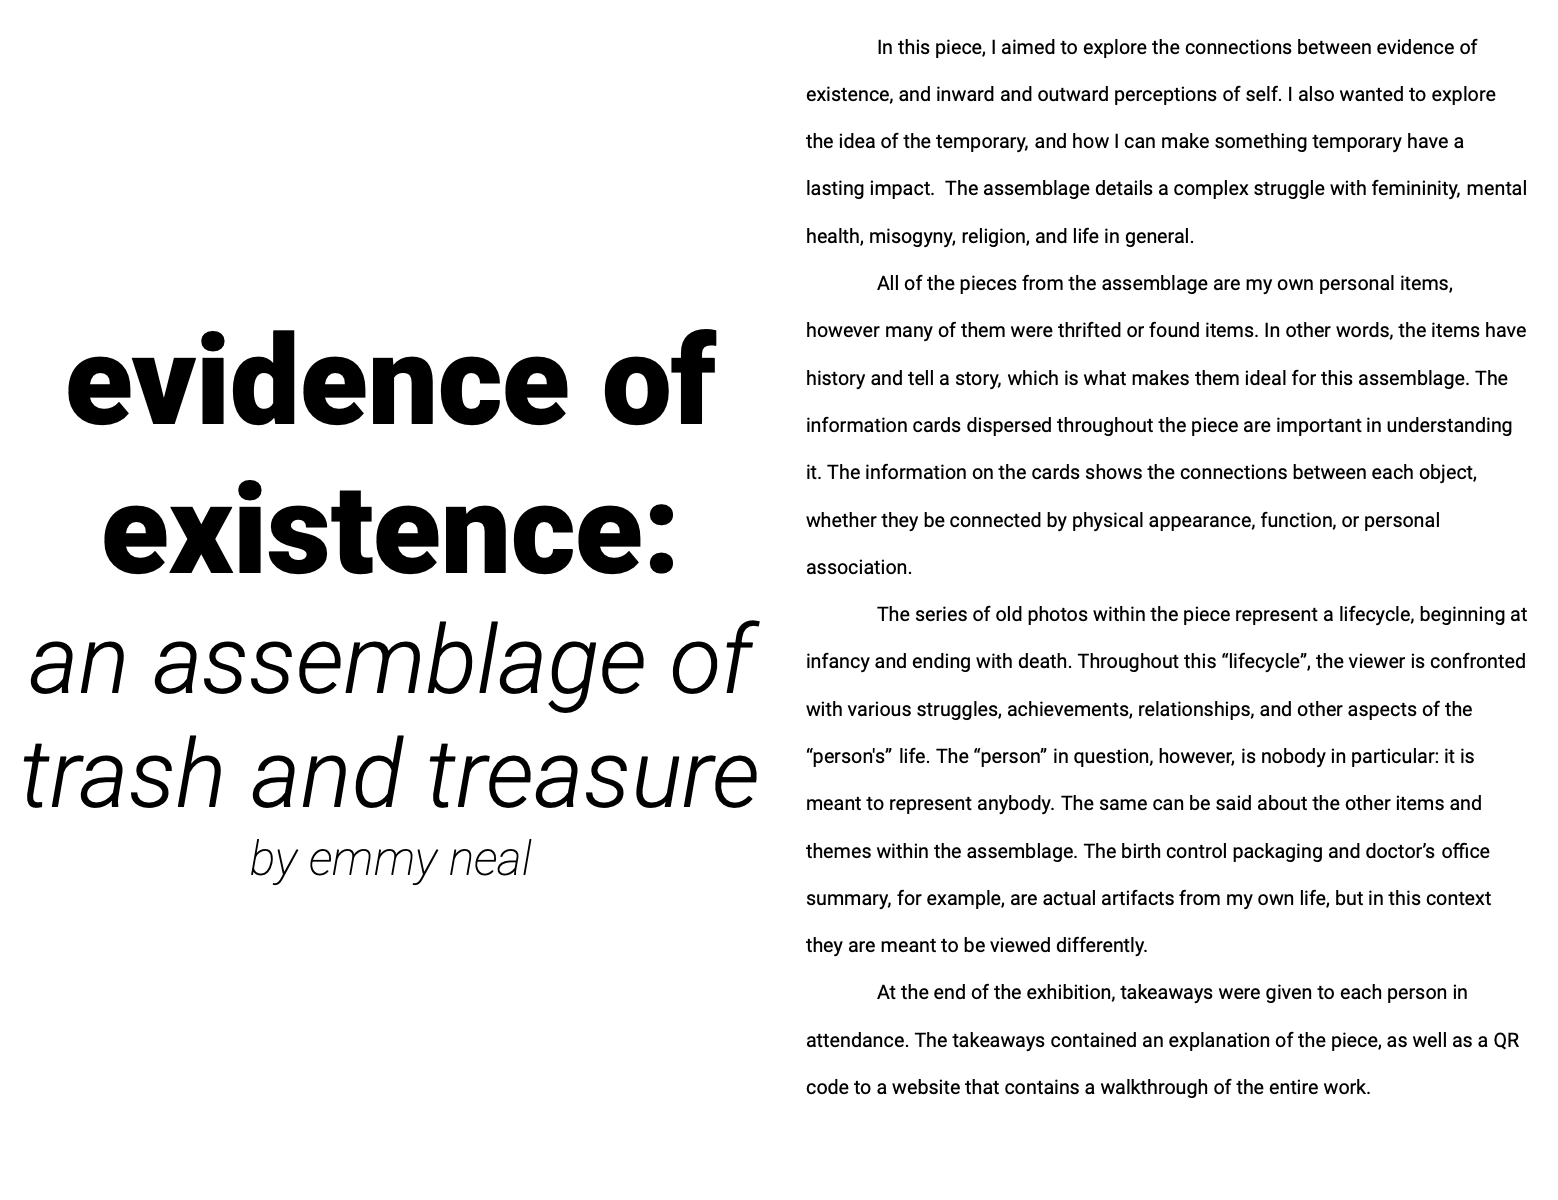 evidence of
existence:
an assemblage of
trash and treasure
by emmy neal
In this piece, I aimed to explore the connections between evidence of
existence, and inward and outward perceptions of self. I also wanted to explore
the idea of the temporary, and how I can make something temporary have a
lasting impact.  The assemblage details a complex struggle with femininity, mental
health, misogyny, religion, and life in general.
All of the pieces from the assemblage are my own personal items,
however many of them were thrifted or found items. In other words, the items have
history and tell a story, which is what makes them ideal for this assemblage. The
information cards dispersed throughout the piece are important in understanding
it. The information on the cards shows the connections between each object,
whether they be connected by physical appearance, function, or personal
association.
The series of old photos within the piece represent a lifecycle, beginning at
infancy and ending with death. Throughout this “lifecycle”, the viewer is confronted
with various struggles, achievements, relationships, and other aspects of the
“person's” life. The “person” in question, however, is nobody in particular: it is
meant to represent anybody. The same can be said about the other items and
themes within the assemblage. The birth control packaging and doctor’s office
summary, for example, are actual artifacts from my own life, but in this context
they are meant to be viewed differently.
At the end of the exhibition, takeaways were given to each person in
attendance. The takeaways contained an explanation of the piece, as well as a QR
code to a website that contains a walkthrough of the entire work.